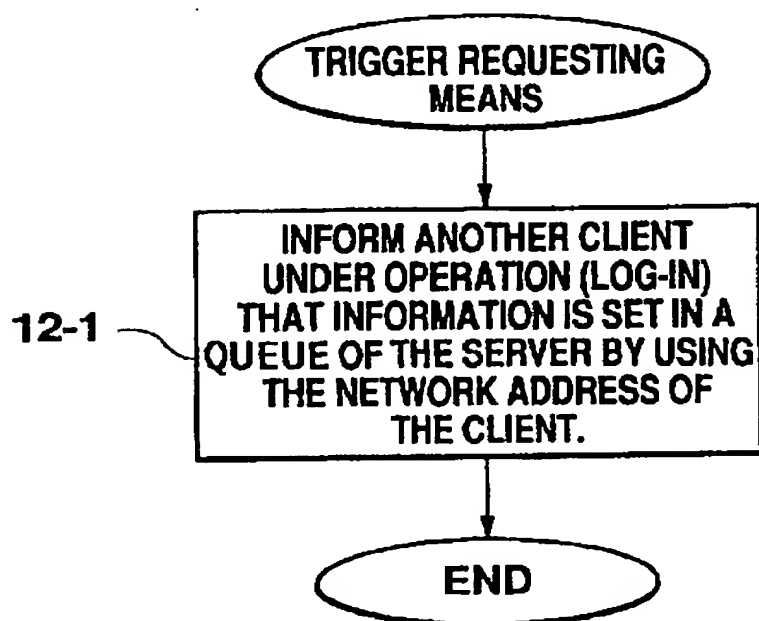 TRIGGER REQUESTING
MEANS
INFORM ANOTHER CLIENT
UNDER OPERATION (LOG-IN)
THAT INFORMATION IS SET IN A
QUEUE OF THE SERVER BY USING
THE NETWORK ADDRESS OF
THE CLIENT.
12-1
END